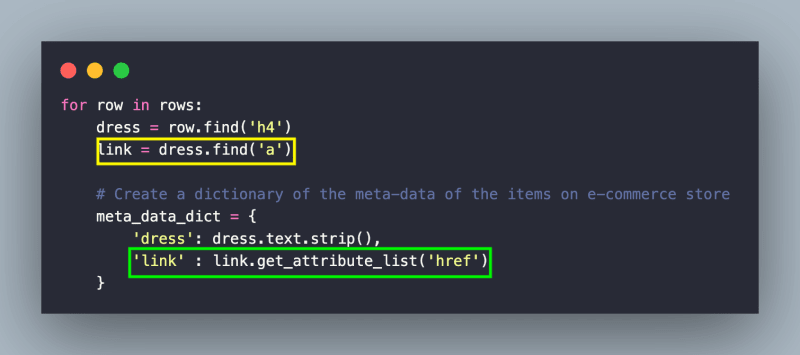 for row in rows:
    dress = row.find('h4')
    link = dress.find('a')
    # Create a dictionary of the meta-data of the items on e-commerce store
    meta_data_dict = {
        'dress': dress.text.strip(),
        'link' : link.get_attribute_list('href')
    }